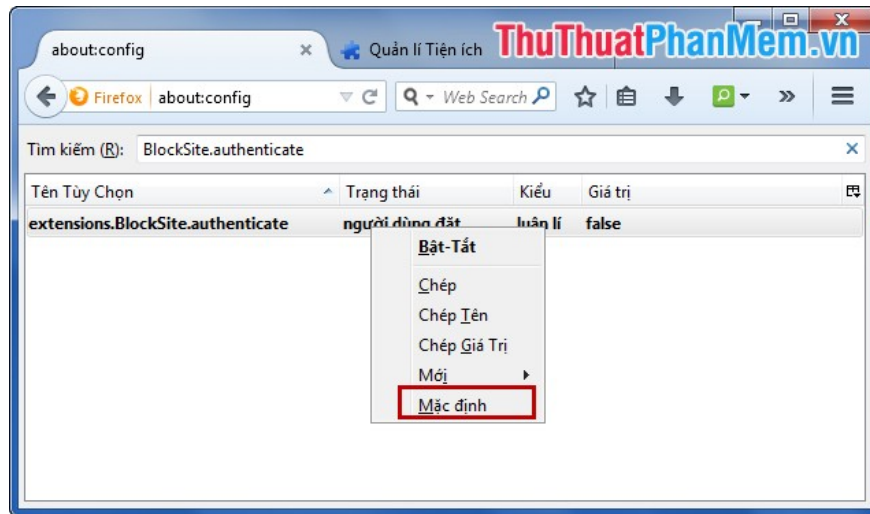 about:config
Quản lí Tiện ích
ThuThuatPhanMem.vn
Firefox
about:config
Web Search
Tìm kiếm (R):
BlockSite.authenticate
Tên Tùy Chọn
Trạng thái
Kiểu
Giá trị
extensions.BlockSite.authenticate
người dùng đặt
luân lí
false
Bật-Tắt
Chép
Chép Tên
Chép Giá Trị
Mới
Mặc định